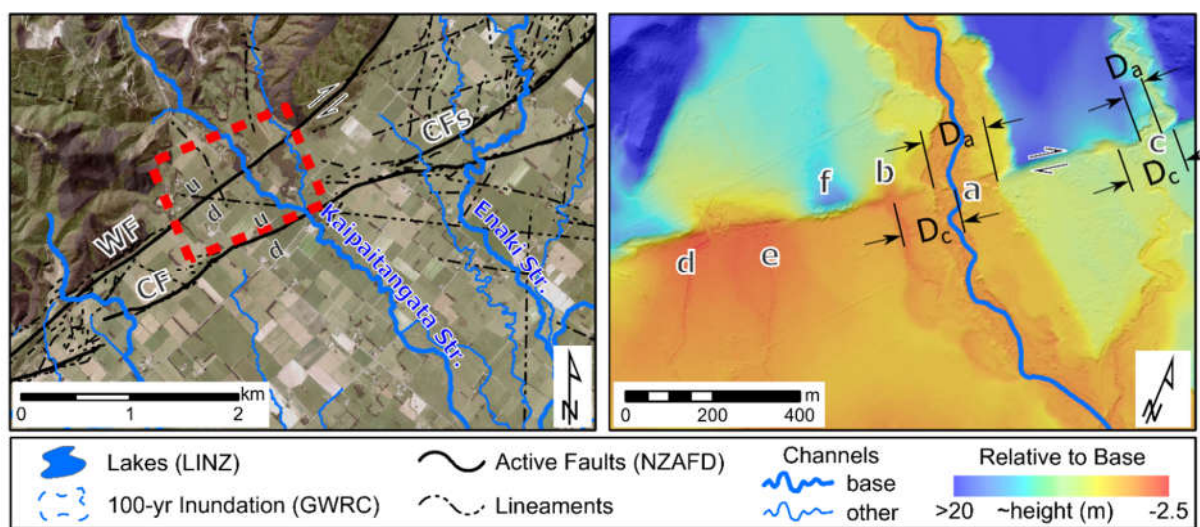 WF
CF
CFs
u
d
u
d
Kaipaitangata Str.
Enaki Str.
km
0 1 2
N
Da
Da
c
Dc
f
b
a
Dc
d
e
m
0 200 400
N
Lakes (LINZ)
100-yr Inundation (GWRC)
Active Faults (NZAFD)
Lineaments
Channels
base
other
Relative to Base
>20 ~height (m) -2.5